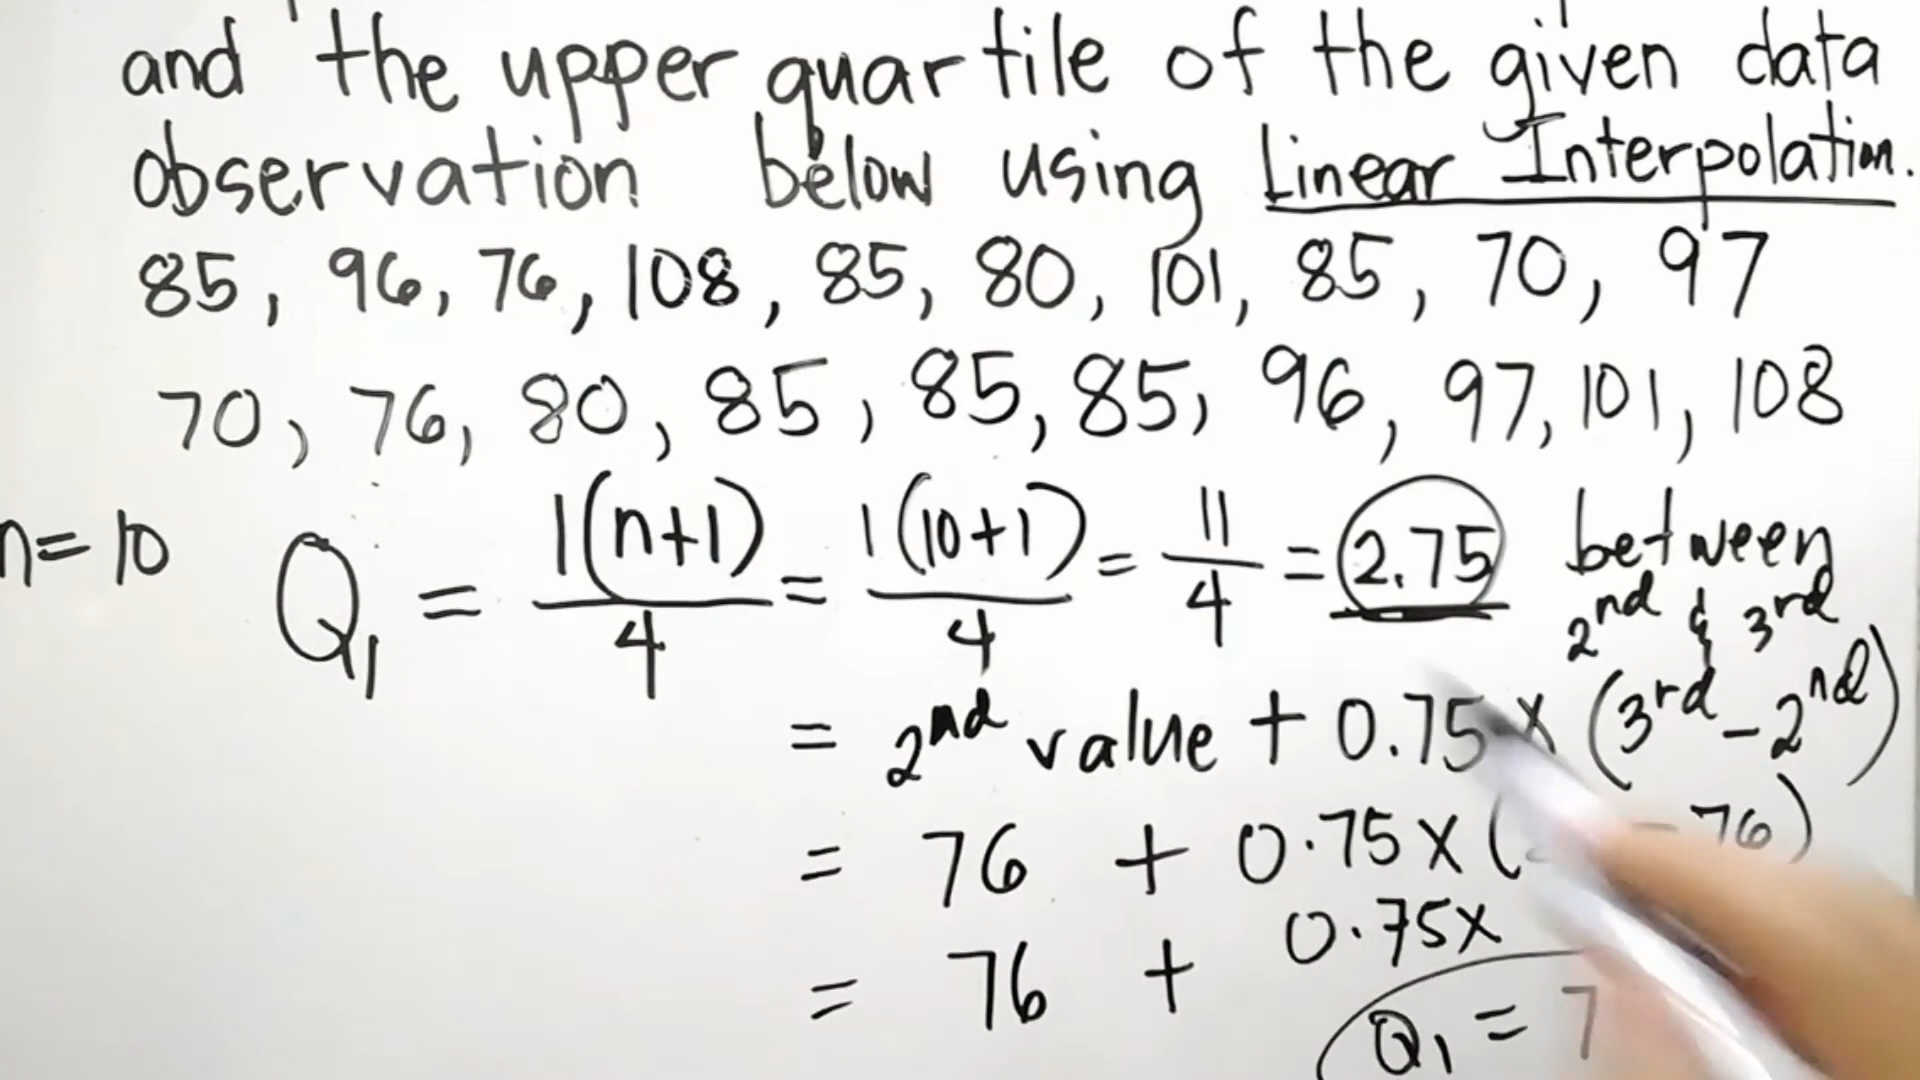 and the upper quartile of the given data
observation below using Linear Interpolation.
85, 96, 76, 108, 85, 80, 101, 85, 70, 97
70, 76, 80, 85, 85, 85, 96, 97, 101, 108
n=10 Q₁ = 1(n+1)/4 = 1(10+1)/4 = 11/4 = 2.75 between
2nd & 3rd
= 2nd value + 0.75 x (3rd - 2nd)
= 76 + 0.75 x ( - 76)
= 76 + 0.75x
Q₁ = 7